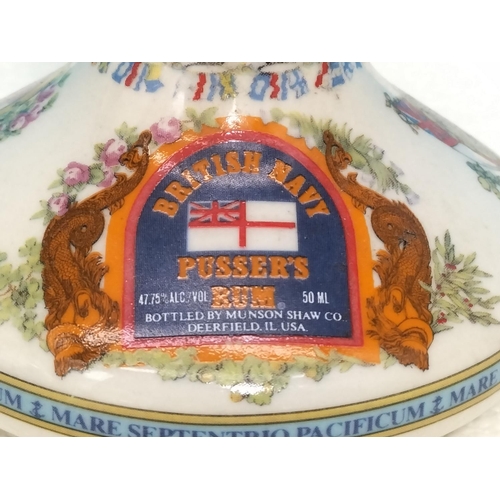 BRITISH NAVY
PUSSER'S
RUM®
47.75% ALC/VOL 50 ML
BOTTLED BY MUNSON SHAW CO.
DEERFIELD, IL USA.
MARE SEPTENTRIO PACIFICUM
MARE